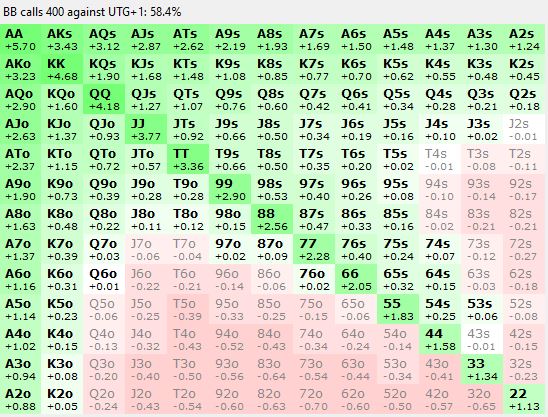 BB calls 400 against UTG+1: 58.4%
AA AKs AQs AJs ATs A9s A8s A7s A6s A5s A4s A3s A2s
+5.70 +3.43 +3.12 +2.87 +2.62 +2.19 +1.93 +1.69 +1.50 +1.48 +1.37 +1.30 +1.24
AKo KK KQs KJs KTs K9s K8s K7s K6s K5s K4s K3s K2s
+3.23 +4.68 +1.90 +1.68 +1.48 +1.08 +0.85 +0.77 +0.70 +0.62 +0.55 +0.48 +0.45
AQo KQo QQ QJs QTs Q9s Q8s Q7s Q6s Q5s Q4s Q3s Q2s
+2.90 +1.60 +4.18 +1.27 +1.07 +0.76 +0.60 +0.42 +0.41 +0.34 +0.28 +0.21 +0.18
AJo KJo QJo JJ JTs J9s J8s J7s J6s J5s J4s J3s J2s
+2.63 +1.37 +0.93 +3.77 +0.92 +0.66 +0.50 +0.34 +0.19 +0.16 +0.10 +0.02 -0.01
ATo KTo QTo JTo TT T9s T8s T7s T6s T5s T4s T3s T2s
+2.37 +1.15 +0.72 +0.57 +3.36 +0.66 +0.50 +0.35 +0.20 +0.02 -0.01 -0.08 -0.11
A9o K9o Q9o J9o T9o 99 98s 97s 96s 95s 94s 93s 92s
+1.90 +0.73 +0.39 +0.28 +0.28 +2.90 +0.53 +0.40 +0.26 +0.08 -0.10 -0.14 -0.17
A8o K8o Q8o J8o T8o 98o 88 87s 86s 85s 84s 83s 82s
+1.63 +0.48 +0.22 +0.11 +0.12 +0.15 +2.56 +0.47 +0.33 +0.16 -0.02 -0.21 -0.21
A7o K7o Q7o J7o T7o 97o 87o 77 76s 75s 74s 73s 72s
+1.37 +0.39 +0.03 -0.06 -0.04 +0.02 +0.09 +2.28 +0.40 +0.24 +0.07 -0.12 -0.27
A6o K6o Q6o J6o T6o 96o 86o 76o 66 65s 64s 63s 62s
+1.16 +0.31 +0.01 -0.22 -0.21 -0.14 -0.06 +0.02 +2.05 +0.32 +0.15 -0.03 -0.18
A5o K5o Q5o J5o T5o 95o 85o 75o 65o 55 54s 53s 52s
+1.14 +0.23 -0.06 -0.25 -0.39 -0.33 -0.25 -0.15 -0.06 +1.83 +0.25 +0.06 -0.08
A4o K4o Q4o J4o T4o 94o 84o 74o 64o 54o 44 43s 42s
+1.02 +0.15 -0.13 -0.32 -0.43 -0.52 -0.43 -0.34 -0.24 -0.14 +1.58 -0.01 -0.15
A3o K3o Q3o J3o T3o 93o 83o 73o 63o 53o 43o 33 32s
+0.94 +0.08 -0.20 -0.40 -0.50 -0.56 -0.64 -0.54 -0.44 -0.34 -0.41 +1.34 -0.23
A2o K2o Q2o J2o T2o 92o 82o 72o 62o 52o 42o 32o 22
+0.88 +0.05 -0.24 -0.43 -0.54 -0.60 -0.63 -0.70 -0.60 -0.50 -0.57 -0.65 +1.13